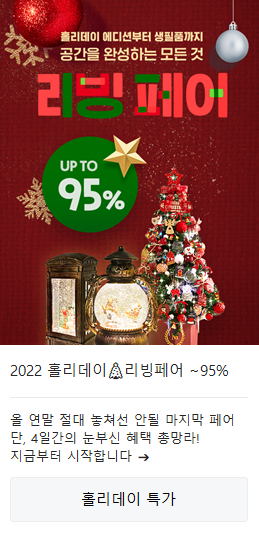 홀리데이 에디션부터 생필품까지
공간을 완성하는 모든 것
리빙 페어
UP TO
95%
2022 홀리데이🎄리빙페어 ~95%
올 연말 절대 놓쳐선 안될 마지막 페어
단, 4일간의 눈부신 혜택 총망라!
지금부터 시작합니다 ➔
홀리데이 특가